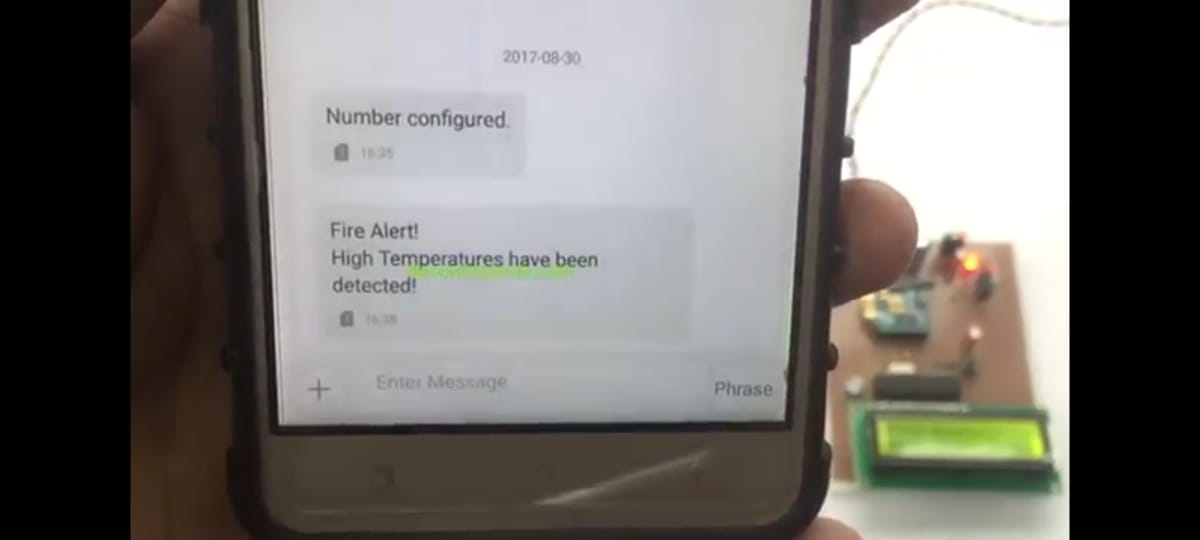 2017-08-30
Number configured.
16:35
Fire Alert!
High Temperatures have been
detected!
16:38
Enter Message
Phrase